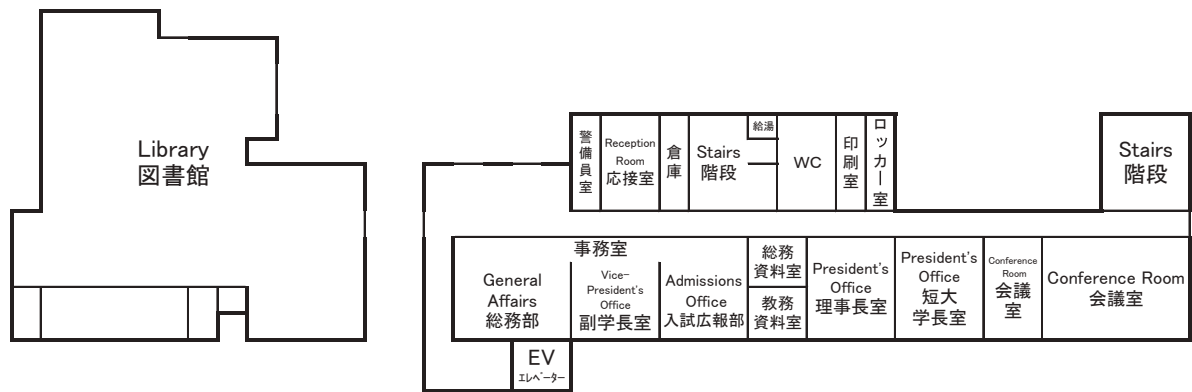 Library
図書館
警備員室
Reception
Room
応接室
倉庫
Stairs
階段
給湯
WC
印刷室
ロッカー室
Stairs
階段
事務室
General
Affairs
総務部
Vice-
President's
Office
副学長室
Admissions
Office
入試広報部
総務
資料室
教務
資料室
President's
Office
理事長室
President's
Office
短大
学長室
Conference
Room
会議
室
Conference Room
会議室
EV
エレベーター